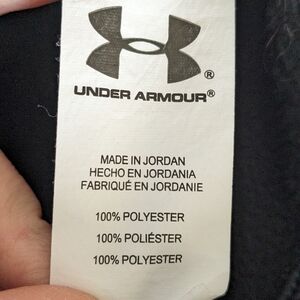 UNDER ARMOUR®
MADE IN JORDAN
HECHO EN JORDANIA
FABRIQUÉ EN JORDANIE
100% POLYESTER
100% POLIÉSTER
100% POLYESTER